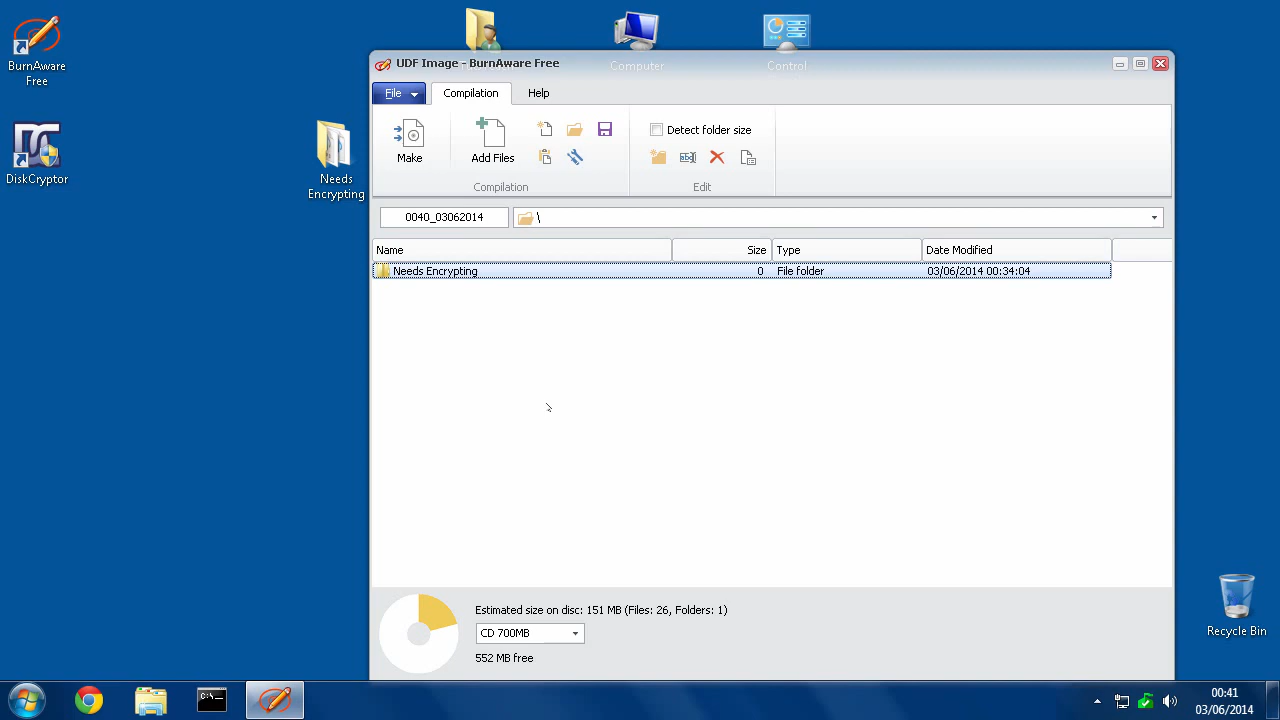 BurnAware
Free
DiskCryptor
Needs
Encrypting
Computer
Control
UDF Image - BurnAware Free
File
Compilation
Help
Make
Add Files
Compilation
Detect folder size
ab
Edit
0040_03062014
\
Name
Size
Type
Date Modified
Needs Encrypting
0
File folder
03/06/2014 00:34:04
Estimated size on disc: 151 MB (Files: 26, Folders: 1)
CD 700MB
552 MB free
Recycle Bin
C:\
00:41
03/06/2014